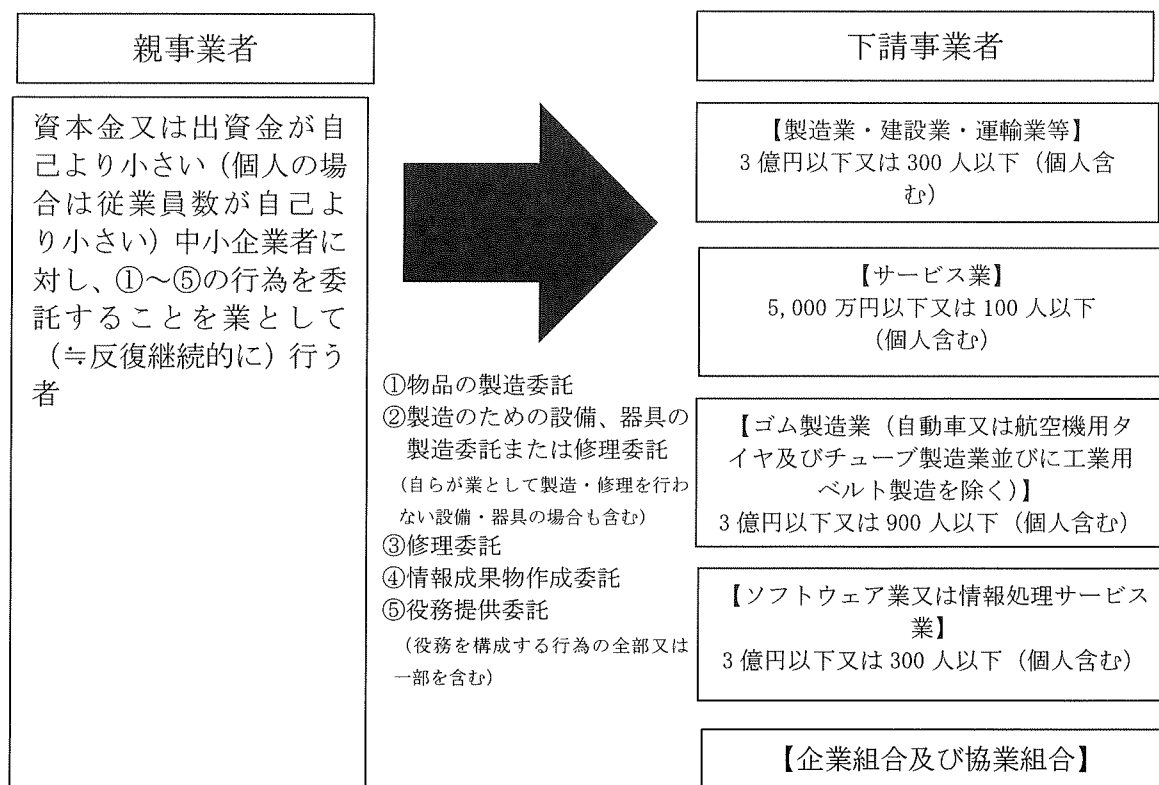 親事業者
資本金又は出資金が自
己より小さい（個人の場
合は従業員数が自己よ
り小さい）中小企業者に
対し、①～⑤の行為を委
託することを業として
（≒反復継続的に）行う
者
①物品の製造委託
②製造のための設備、器具の
製造委託または修理委託
（自らが業として製造・修理を行わ
ない設備・器具の場合も含む）
③修理委託
④情報成果物作成委託
⑤役務提供委託
（役務を構成する行為の全部又は
一部を含む）
下請事業者
【製造業・建設業・運輸業等】
3 億円以下又は 300 人以下（個人含
む）
【サービス業】
5,000 万円以下又は 100 人以下
（個人含む）
【ゴム製造業（自動車又は航空機用タ
イヤ及びチューブ製造業並びに工業用
ベルト製造を除く）】
3 億円以下又は 900 人以下（個人含む）
【ソフトウェア業又は情報処理サービス
業】
3 億円以下又は 300 人以下（個人含む）
【企業組合及び協業組合】